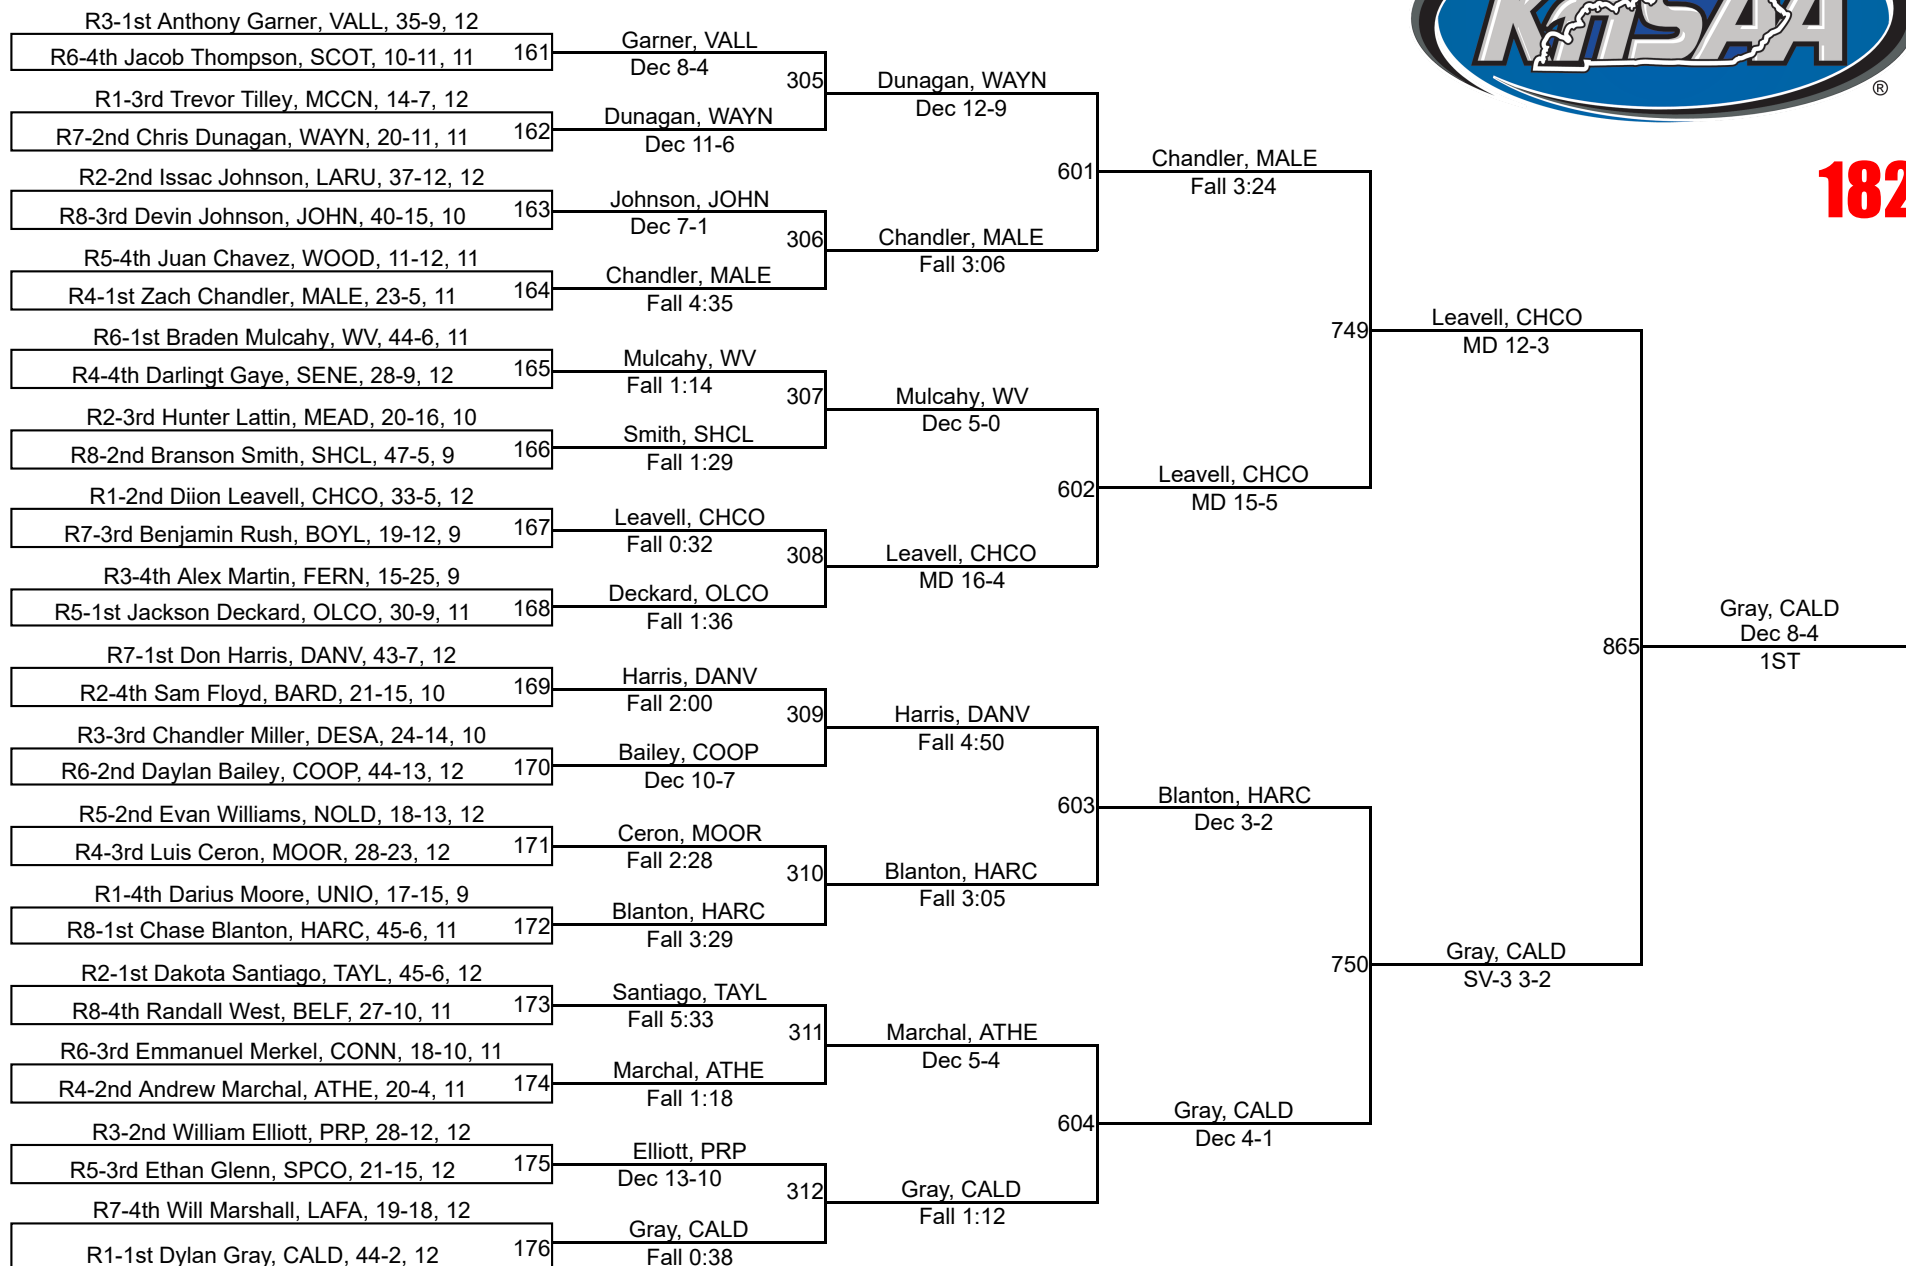 R3-1st Anthony Garner, VALL, 35-9, 12
R6-4th Jacob Thompson, SCOT, 10-11, 11
161
R1-3rd Trevor Tilley, MCCN, 14-7, 12
R7-2nd Chris Dunagan, WAYN, 20-11, 11
162
R2-2nd Issac Johnson, LARU, 37-12, 12
R8-3rd Devin Johnson, JOHN, 40-15, 10
163
R5-4th Juan Chavez, WOOD, 11-12, 11
R4-1st Zach Chandler, MALE, 23-5, 11
164
R6-1st Braden Mulcahy, WV, 44-6, 11
R4-4th Darlingt Gaye, SENE, 28-9, 12
165
R2-3rd Hunter Lattin, MEAD, 20-16, 10
R8-2nd Branson Smith, SHCL, 47-5, 9
166
R1-2nd Diion Leavell, CHCO, 33-5, 12
R7-3rd Benjamin Rush, BOYL, 19-12, 9
167
R3-4th Alex Martin, FERN, 15-25, 9
R5-1st Jackson Deckard, OLCO, 30-9, 11
168
R7-1st Don Harris, DANV, 43-7, 12
R2-4th Sam Floyd, BARD, 21-15, 10
169
R3-3rd Chandler Miller, DESA, 24-14, 10
R6-2nd Daylan Bailey, COOP, 44-13, 12
170
R5-2nd Evan Williams, NOLD, 18-13, 12
R4-3rd Luis Ceron, MOOR, 28-23, 12
171
R1-4th Darius Moore, UNIO, 17-15, 9
R8-1st Chase Blanton, HARC, 45-6, 11
172
R2-1st Dakota Santiago, TAYL, 45-6, 12
R8-4th Randall West, BELF, 27-10, 11
173
R6-3rd Emmanuel Merkel, CONN, 18-10, 11
R4-2nd Andrew Marchal, ATHE, 20-4, 11
174
R3-2nd William Elliott, PRP, 28-12, 12
R5-3rd Ethan Glenn, SPCO, 21-15, 12
175
R7-4th Will Marshall, LAFA, 19-18, 12
R1-1st Dylan Gray, CALD, 44-2, 12
176
Garner, VALL
Dec 8-4
305
Dunagan, WAYN
Dec 11-6
Johnson, JOHN
Dec 7-1
306
Chandler, MALE
Fall 4:35
Mulcahy, WV
Fall 1:14
307
Smith, SHCL
Fall 1:29
Leavell, CHCO
Fall 0:32
308
Deckard, OLCO
Fall 1:36
Harris, DANV
Fall 2:00
309
Bailey, COOP
Dec 10-7
Ceron, MOOR
Fall 2:28
310
Blanton, HARC
Fall 3:29
Santiago, TAYL
Fall 5:33
311
Marchal, ATHE
Fall 1:18
Elliott, PRP
Dec 13-10
312
Gray, CALD
Fall 0:38
Dunagan, WAYN
Dec 12-9
601
Chandler, MALE
Fall 3:06
Mulcahy, WV
Dec 5-0
602
Leavell, CHCO
MD 16-4
Harris, DANV
Fall 4:50
603
Blanton, HARC
Fall 3:05
Marchal, ATHE
Dec 5-4
604
Gray, CALD
Fall 1:12
Chandler, MALE
Fall 3:24
749
Leavell, CHCO
MD 15-5
Blanton, HARC
Dec 3-2
750
Gray, CALD
Dec 4-1
Leavell, CHCO
MD 12-3
865
Gray, CALD
SV-3 3-2
Gray, CALD
Dec 8-4
1ST
KHSAA
®
182